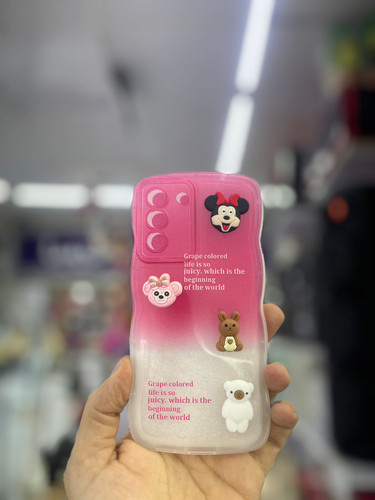 Grape colored
life is so
juicy. which is the
beginning
of the world
Grape colored
life is so
juicy. which is the
beginning
of the world